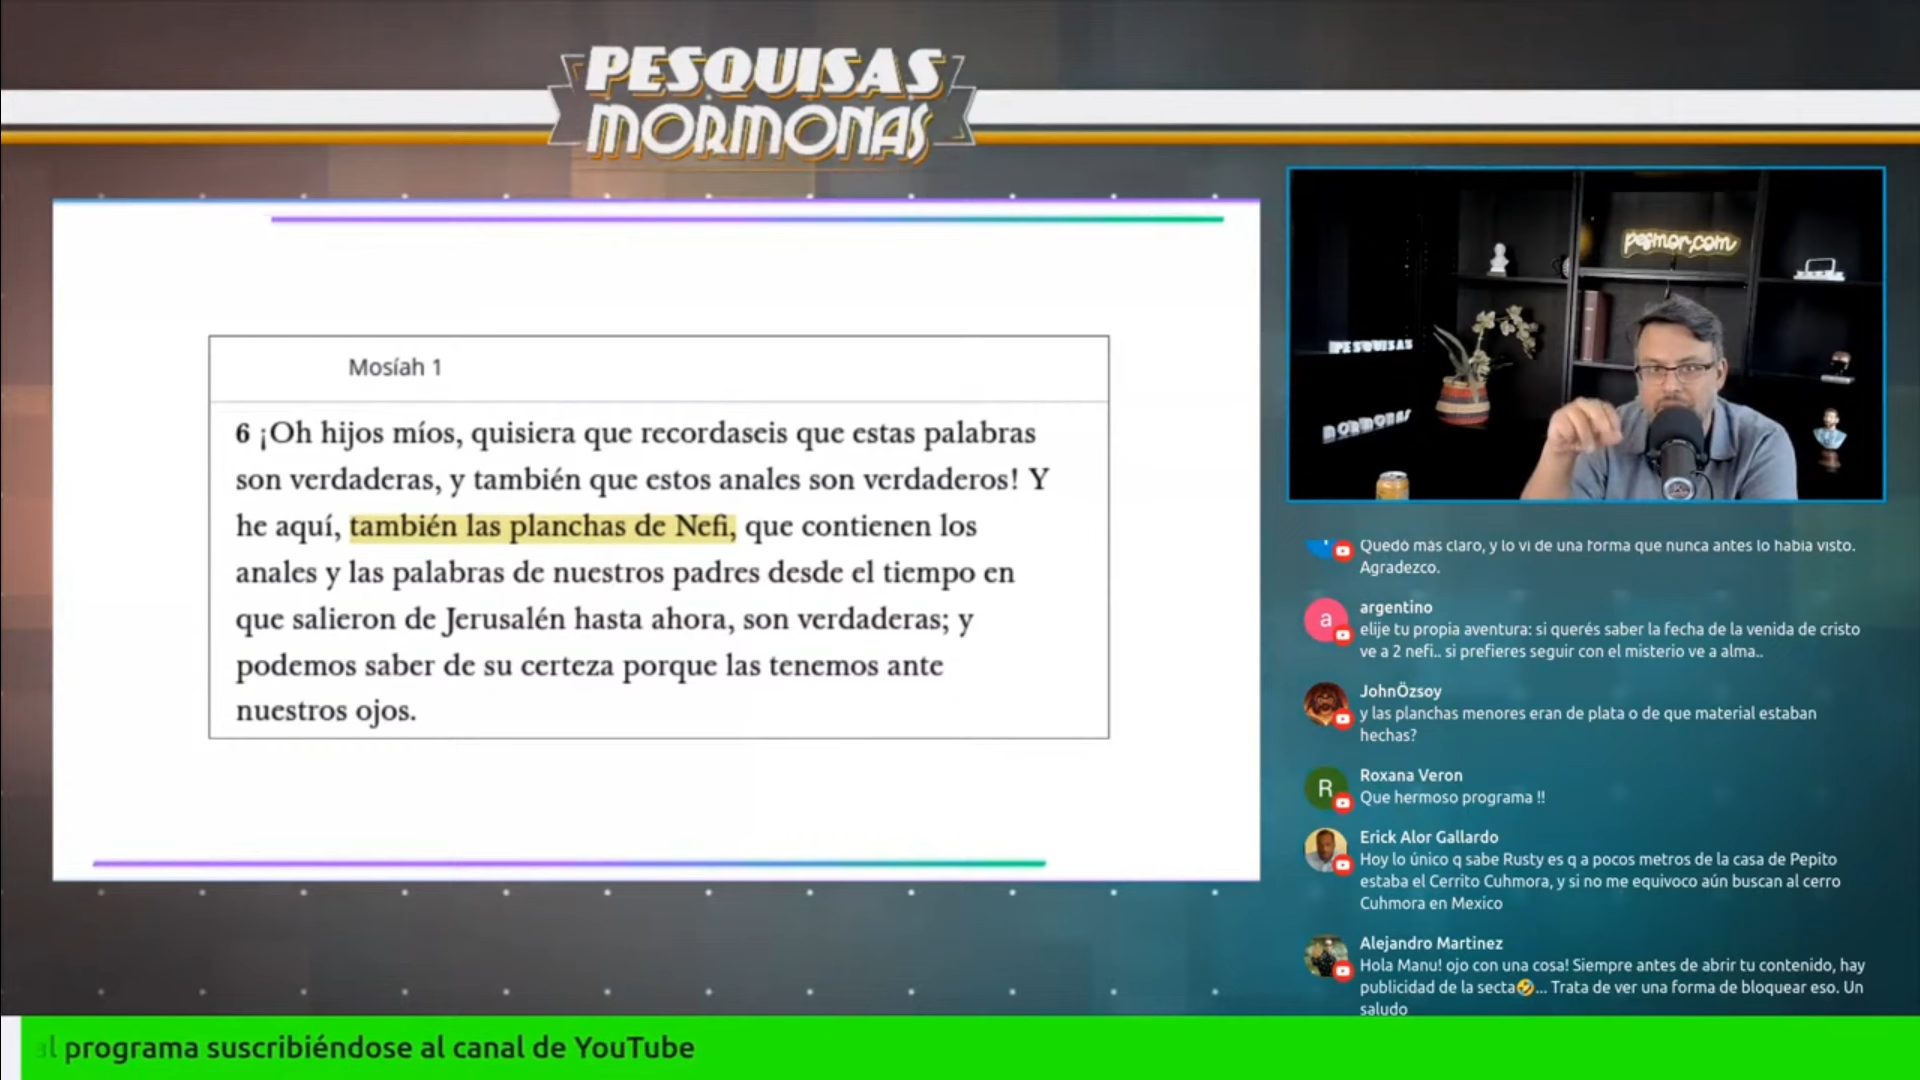 PESQUISAS
MORMONAS
Mosíah 1
6 ¡Oh hijos míos, quisiera que recordaseis que estas palabras
son verdaderas, y también que estos anales son verdaderos! Y
he aquí, también las planchas de Nefi, que contienen los
anales y las palabras de nuestros padres desde el tiempo en
que salieron de Jerusalén hasta ahora, son verdaderas; y
podemos saber de su certeza porque las tenemos ante
nuestros ojos.
pesmor.com
PESQUISAS
MORMONAS
Quedó más claro, y lo vi de una forma que nunca antes lo había visto.
Agradezco.
a
argentino
elije tu propia aventura: si querés saber la fecha de la venida de cristo
ve a 2 nefi.. si prefieres seguir con el misterio ve a alma..
JohnÖzsoy
y las planchas menores eran de plata o de que material estaban
hechas?
R
Roxana Veron
Que hermoso programa !!
Erick Alor Gallardo
Hoy lo único q sabe Rusty es q a pocos metros de la casa de Pepito
estaba el Cerrito Cuhmora, y si no me equivoco aún buscan al cerro
Cuhmora en Mexico
Alejandro Martinez
Hola Manu! ojo con una cosa! Siempre antes de abrir tu contenido, hay
publicidad de la secta🤣... Trata de ver una forma de bloquear eso. Un
saludo
al programa suscribiéndose al canal de YouTube